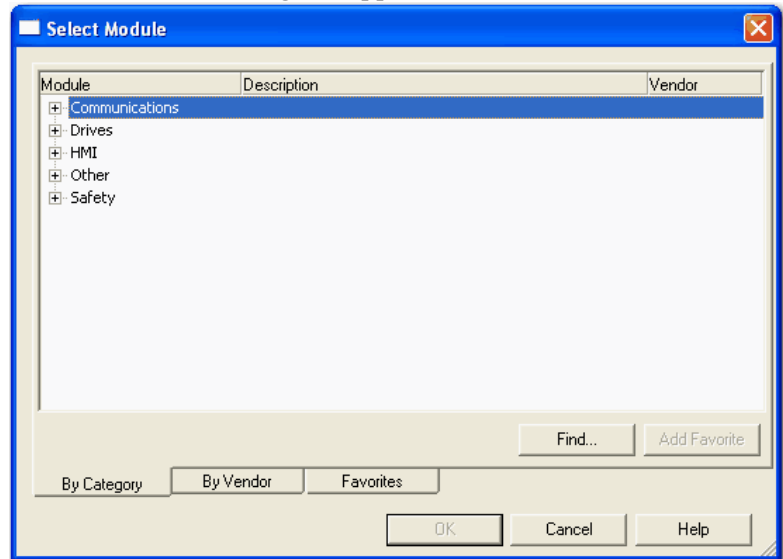 Select Module
Module Description Vendor
Communications
Drives
HMI
Other
Safety
Find... Add Favorite
By Category By Vendor Favorites
OK Cancel Help